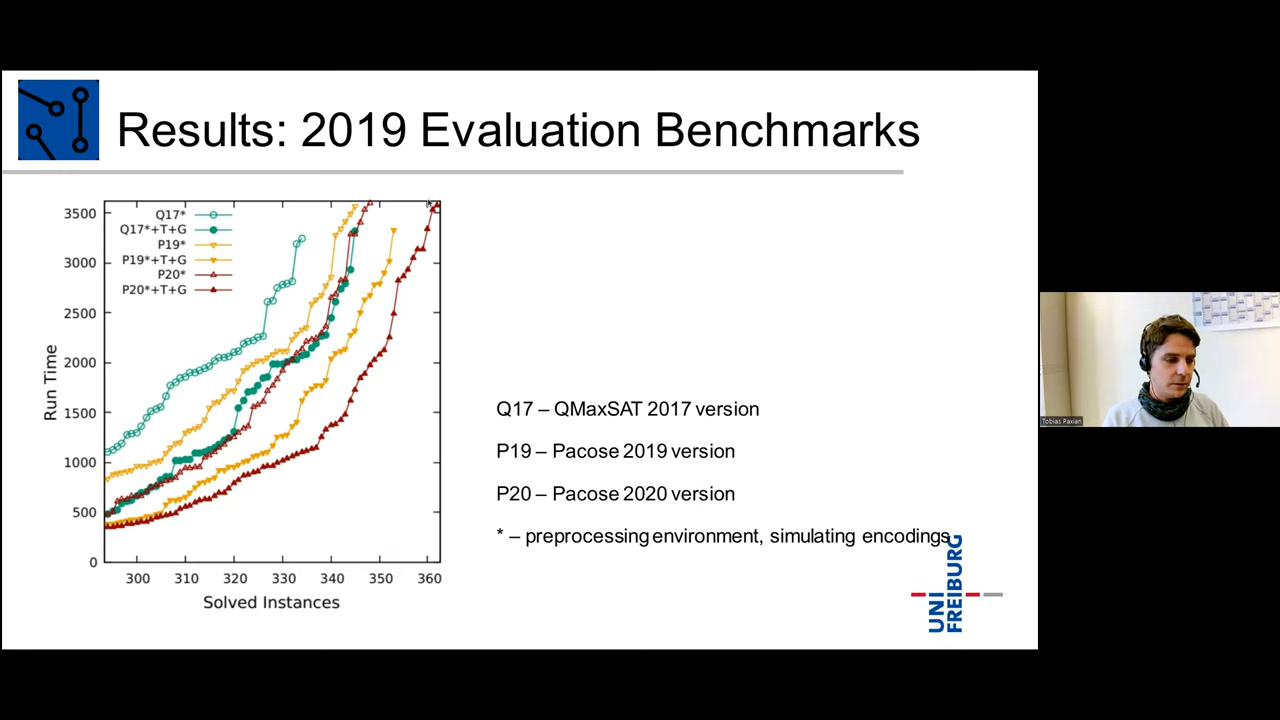 Results: 2019 Evaluation Benchmarks
Q17*
Q17*+T+G
P19*
P19*+T+G
P20*
P20*+T+G
3500
3000
2500
2000
1500
1000
500
0
Run Time
300 310 320 330 340 350 360
Solved Instances
Q17 – QMaxSAT 2017 version
P19 – Pacose 2019 version
P20 – Pacose 2020 version
* – preprocessing environment, simulating encodings
UNI
FREIBURG
Tobias Paxian